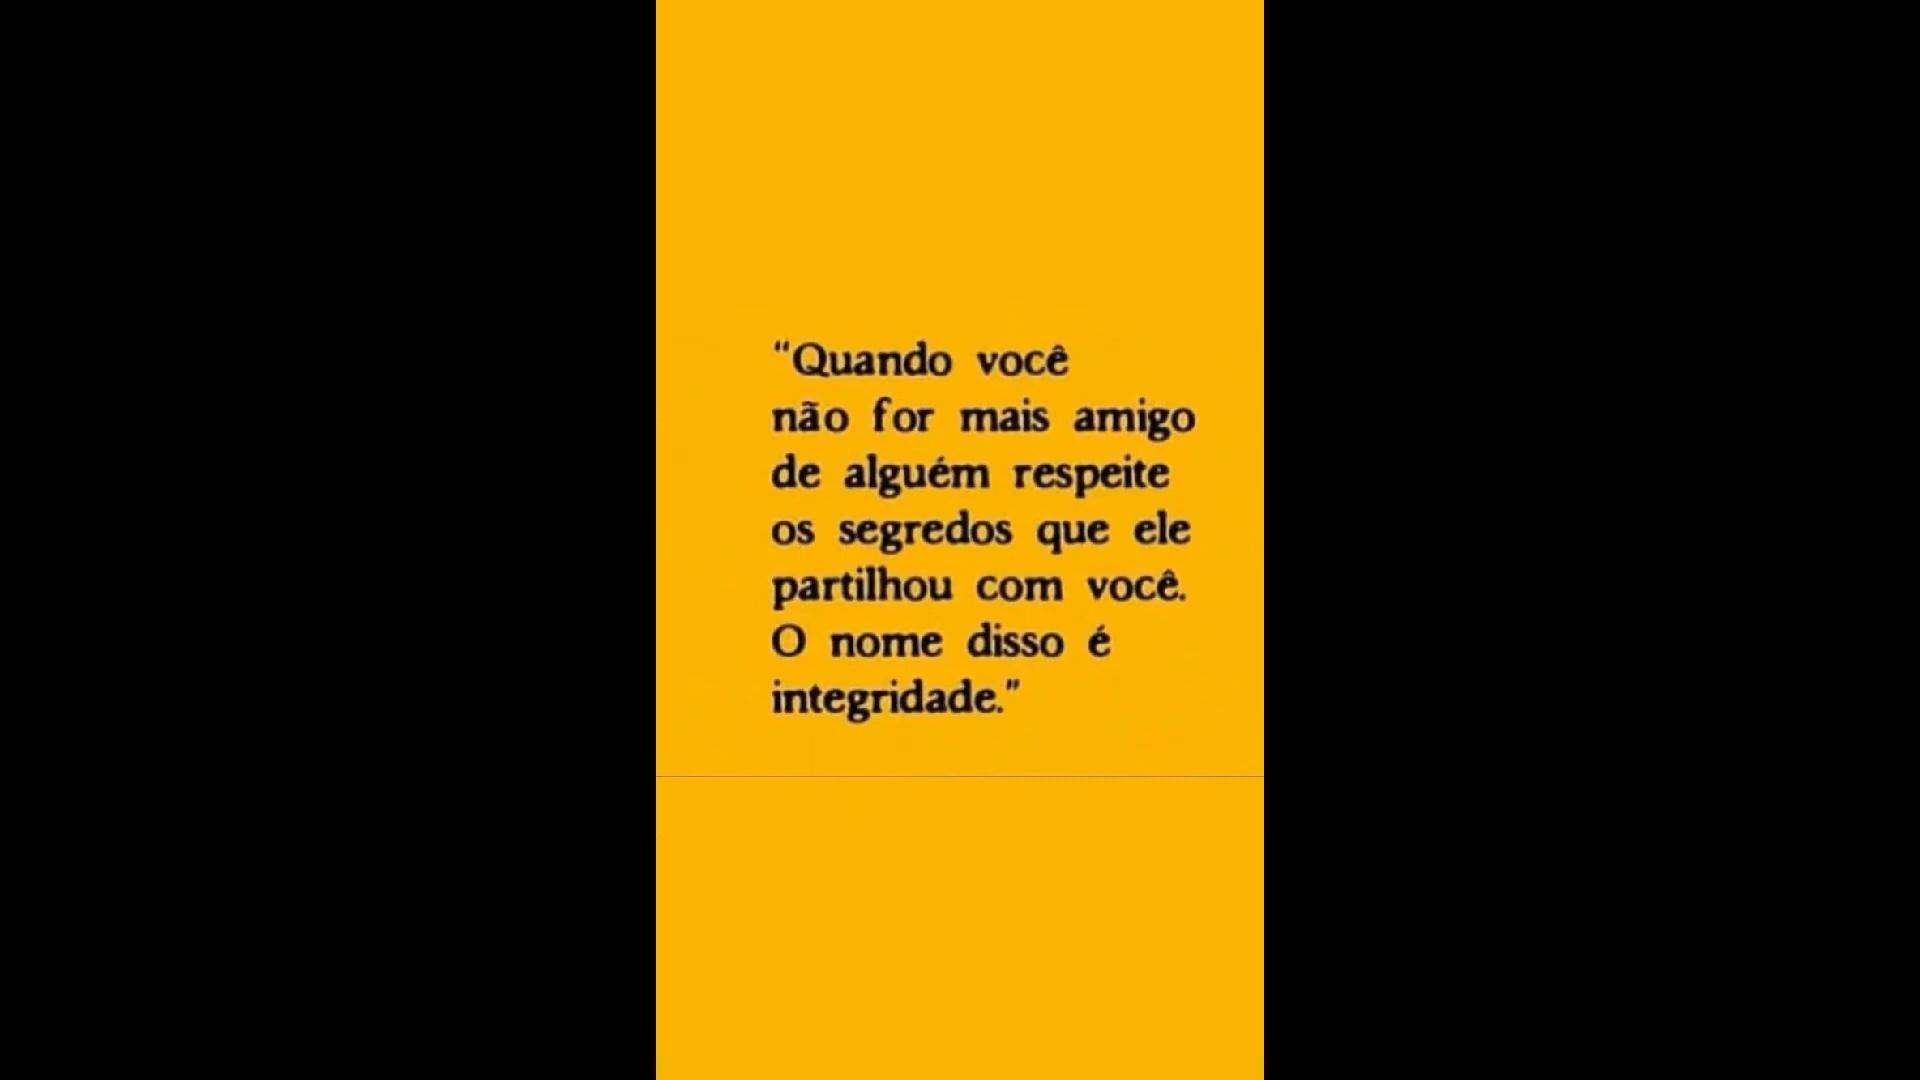 “Quando você
não for mais amigo
de alguém respeite
os segredos que ele
partilhou com você.
O nome disso é
integridade.”